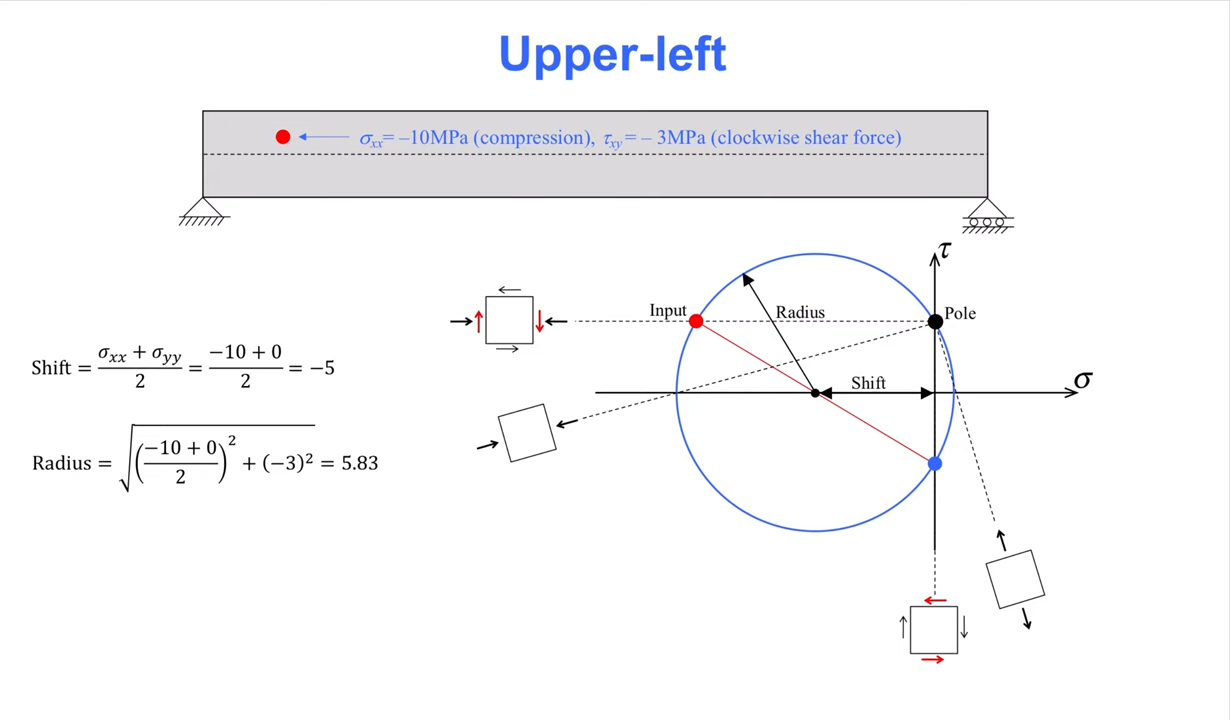 Upper-left
σxx= –10MPa (compression), τxy= – 3MPa (clockwise shear force)
τ
Input
Radius
Pole
Shift = (σxx + σyy)/2 = (−10 + 0)/2 = −5
Shift
σ
Radius = √((−10 + 0)/2)² + (−3)² = 5.83